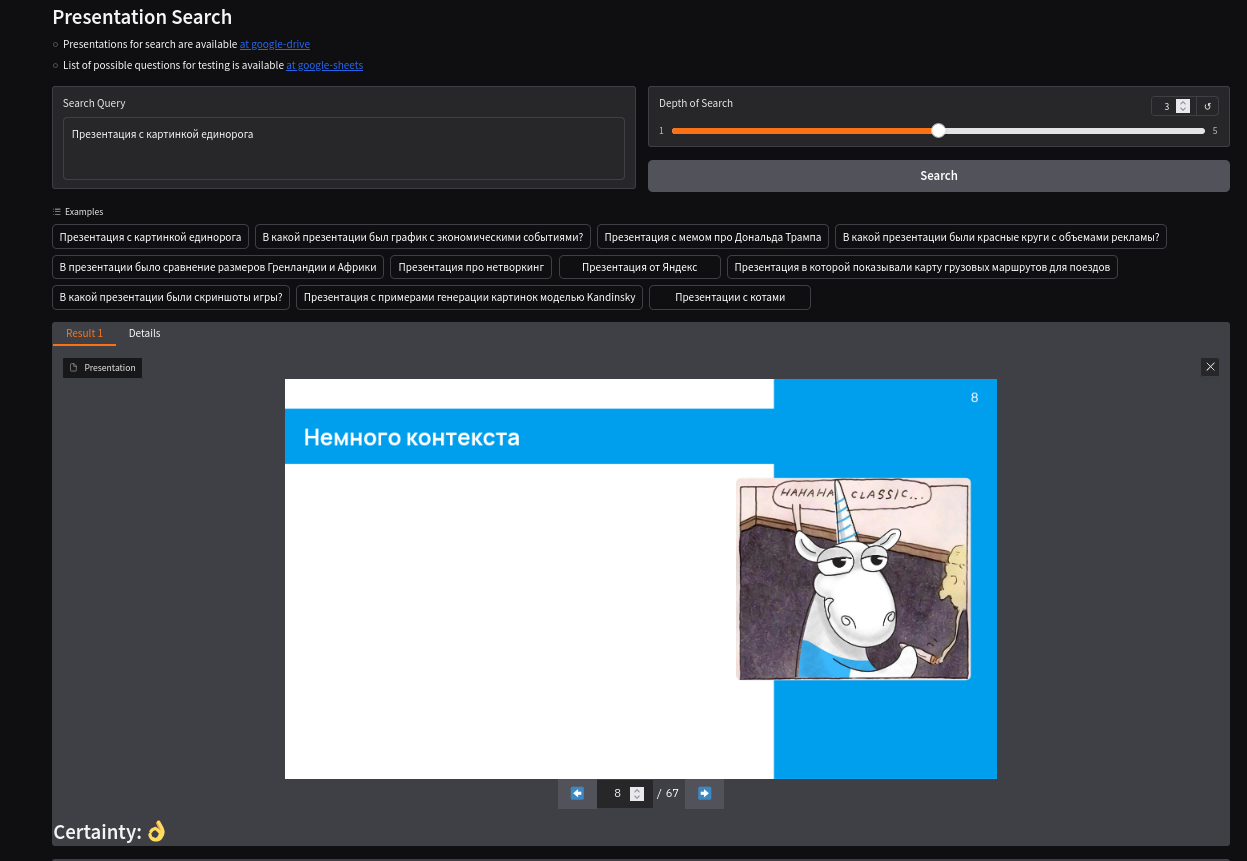 Presentation Search
Presentations for search are available at google-drive
List of possible questions for testing is available at google-sheets
Search Query
Презентация с картинкой единорога
Depth of Search
3
1
5
Search
Examples
Презентация с картинкой единорога
В какой презентации был график с экономическими событиями?
Презентация с мемом про Дональда Трампа
В какой презентации были красные круги с объемами рекламы?
В презентации было сравнение размеров Гренландии и Африки
Презентация про нетворкинг
Презентация от Яндекс
Презентация в которой показывали карту грузовых маршрутов для поездов
В какой презентации были скриншоты игры?
Презентация с примерами генерации картинок моделью Kandinsky
Презентации с котами
Result 1
Details
Presentation
8
Немного контекста
HAHAHA CLASSIC...
8 / 67
Certainty: 👌